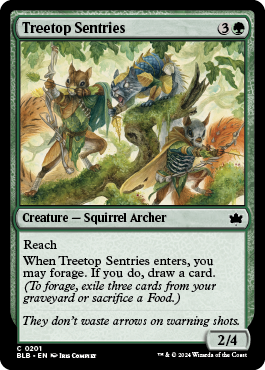 Treetop Sentries 3
Creature — Squirrel Archer
Reach
When Treetop Sentries enters, you
may forage. If you do, draw a card.
(To forage, exile three cards from your
graveyard or sacrifice a Food.)
They don't waste arrows on warning shots.
2/4
C 0201
BLB • EN Iris Compiet
™ & © 2024 Wizards of the Coast